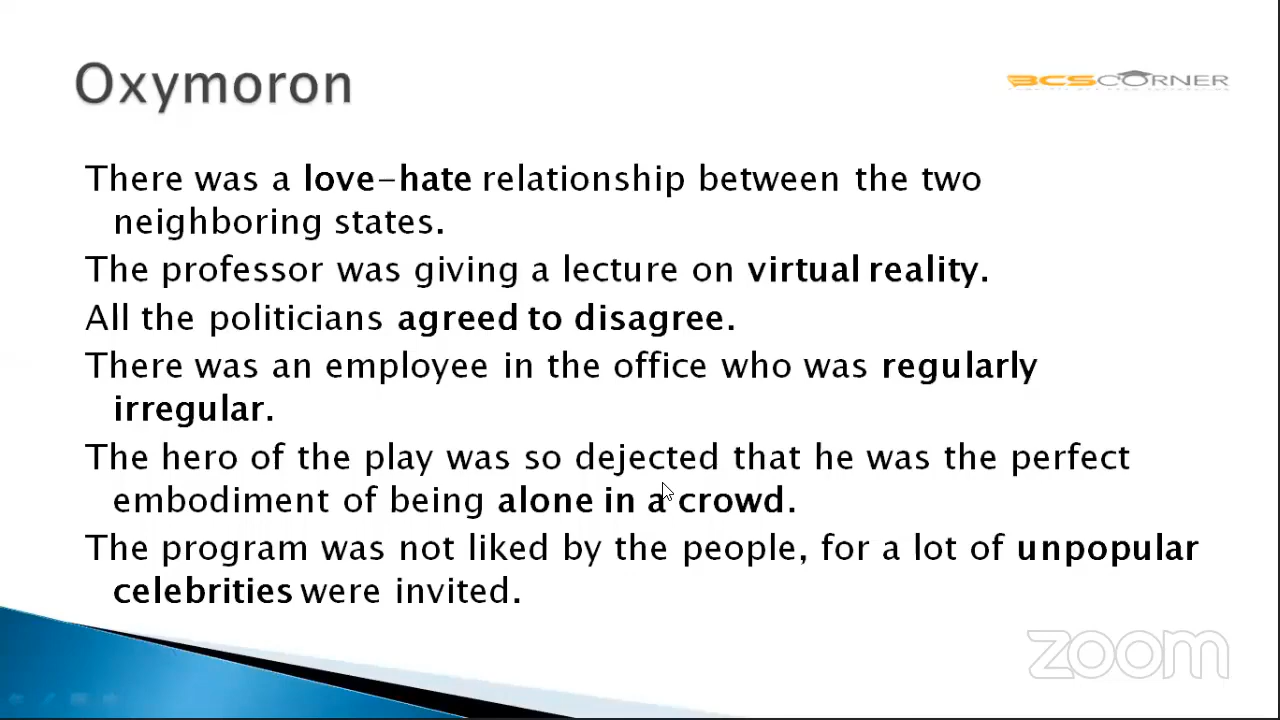 Oxymoron
BCSCORNER
There was a love-hate relationship between the two
neighboring states.
The professor was giving a lecture on virtual reality.
All the politicians agreed to disagree.
There was an employee in the office who was regularly
irregular.
The hero of the play was so dejected that he was the perfect
embodiment of being alone in a crowd.
The program was not liked by the people, for a lot of unpopular
celebrities were invited.
zoom